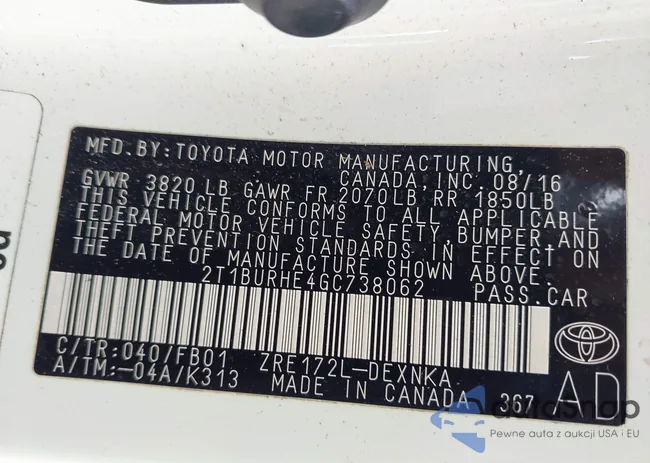 MFD.BY:TOYOTA MOTOR MANUFACTURING,
CANADA, INC. 08/16
GVWR 3820 LB GAWR FR 2070LB RR 1850LB
THIS VEHICLE CONFORMS TO ALL APPLICABLE
FEDERAL MOTOR VEHICLE SAFETY, BUMPER, AND
THEFT PREVENTION STANDARDS IN EFFECT ON
THE DATE OF MANUFACTURE SHOWN ABOVE.
2T1BURHE4GC738062 PASS.CAR
C/TR:040/FB01 ZRE172L-DEXNKA
A/TM:-04A/K313 MADE IN CANADA 367 AD
autoSnap
Pewne auta z aukcji USA i EU